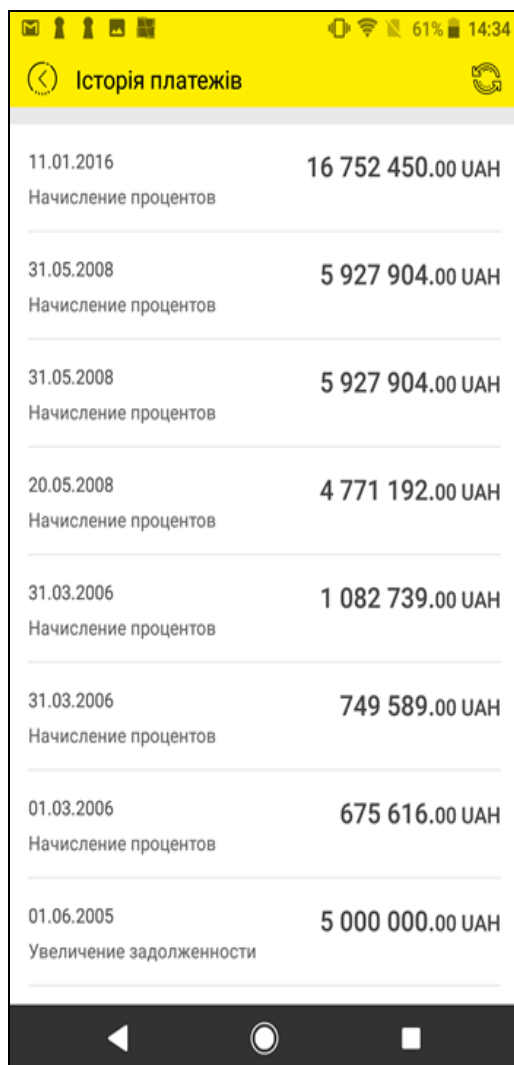 61% 14:34
Історія платежів
11.01.2016 16 752 450.00 UAH
Начисление процентов
31.05.2008 5 927 904.00 UAH
Начисление процентов
31.05.2008 5 927 904.00 UAH
Начисление процентов
20.05.2008 4 771 192.00 UAH
Начисление процентов
31.03.2006 1 082 739.00 UAH
Начисление процентов
31.03.2006 749 589.00 UAH
Начисление процентов
01.03.2006 675 616.00 UAH
Начисление процентов
01.06.2005 5 000 000.00 UAH
Увеличение задолженности